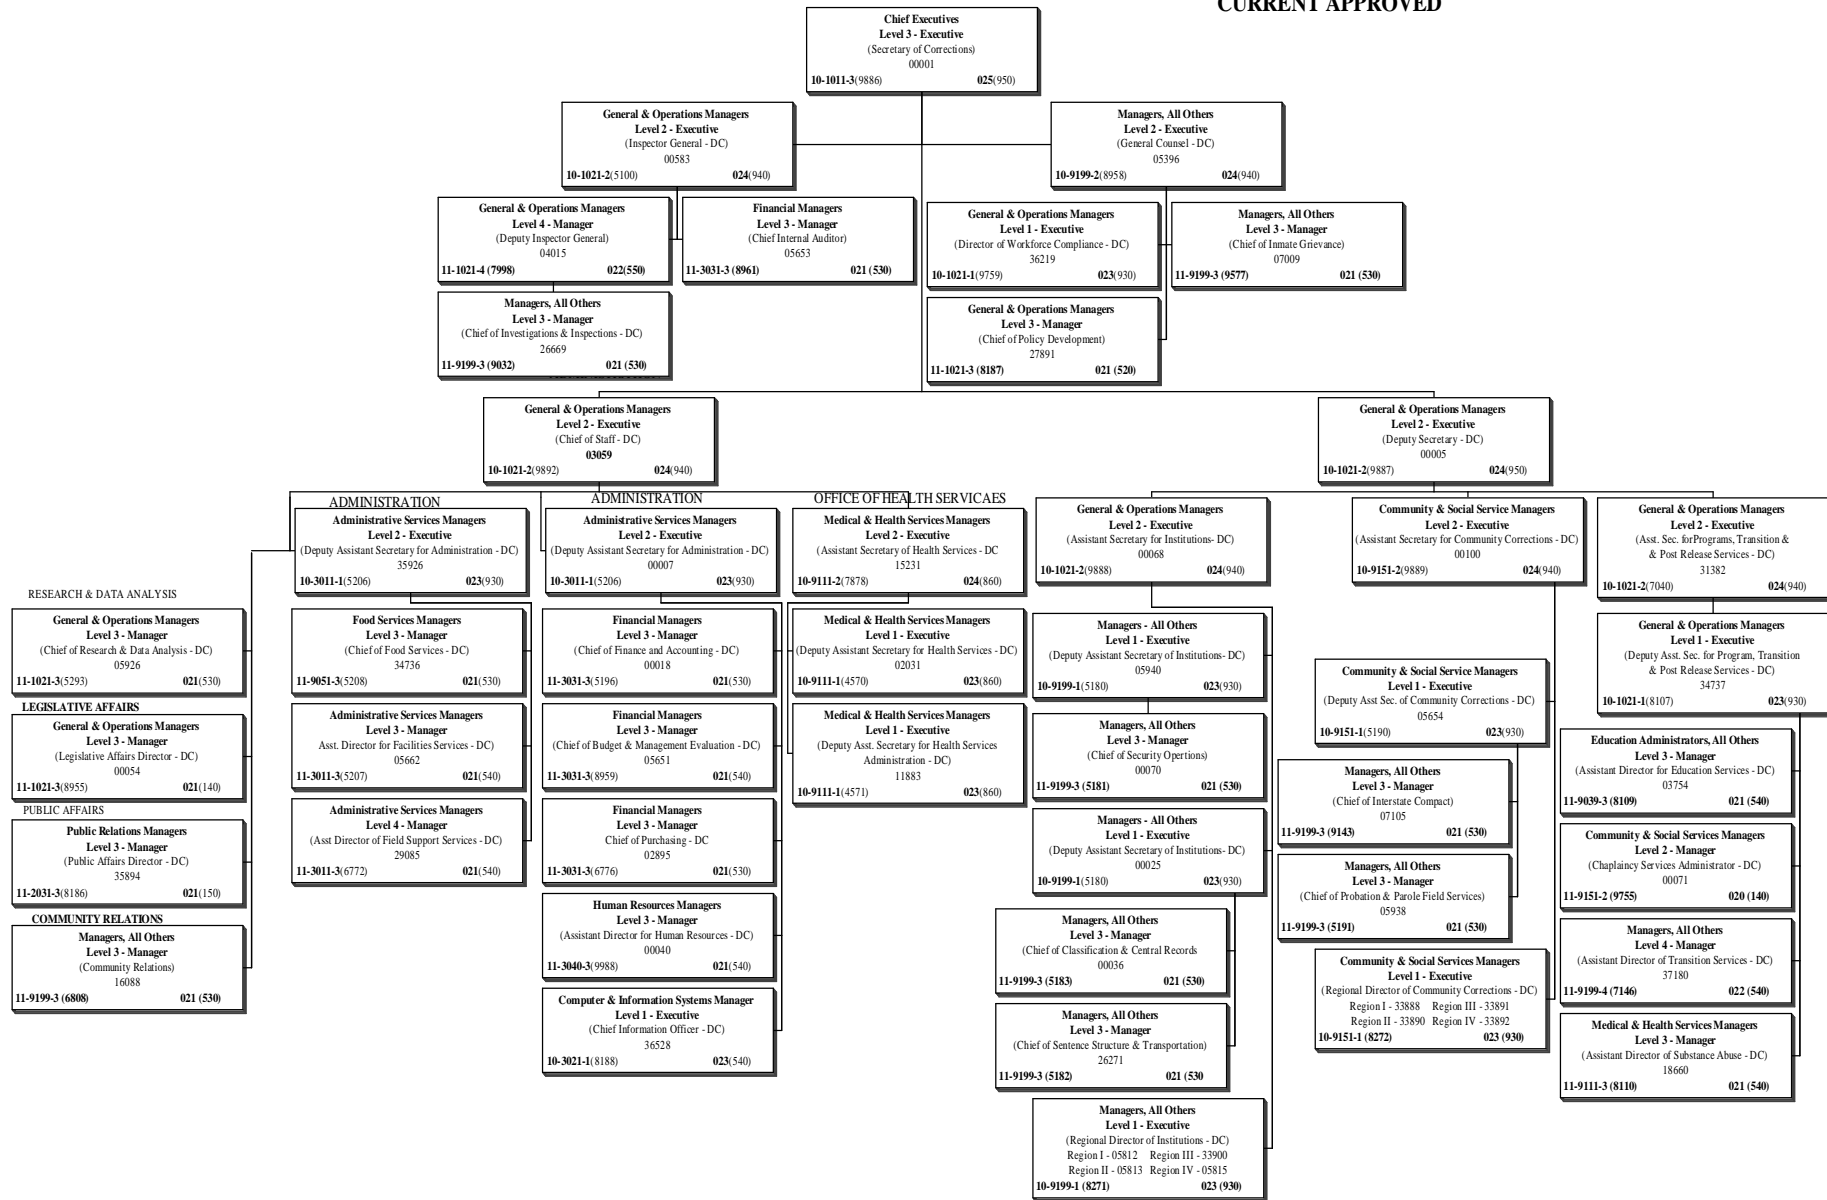 CURRENT APPROVED
Chief Executives
Level 3 - Executive
(Secretary of Corrections)
00001
10-1011-3(9886) 025(950)
General & Operations Managers
Level 2 - Executive
(Inspector General - DC)
00583
10-1021-2(5100) 024(940)
Managers, All Others
Level 2 - Executive
(General Counsel - DC)
05396
10-9199-2(8958) 024(940)
General & Operations Managers
Level 4 - Manager
(Deputy Inspector General)
04015
11-1021-4 (7998) 022(550)
Financial Managers
Level 3 - Manager
(Chief Internal Auditor)
05653
11-3031-3 (8961) 021 (530)
General & Operations Managers
Level 1 - Executive
(Director of Workforce Compliance - DC)
36219
10-1021-1(9759) 023(930)
Managers, All Others
Level 3 - Manager
(Chief of Inmate Grievance)
07009
11-9199-3 (9577) 021 (530)
Managers, All Others
Level 3 - Manager
(Chief of Investigations & Inspections - DC)
26669
11-9199-3 (9032) 021 (530)
General & Operations Managers
Level 3 - Manager
(Chief of Policy Development)
27891
11-1021-3 (8187) 021 (520)
General & Operations Managers
Level 2 - Executive
(Chief of Staff - DC)
03059
10-1021-2(9892) 024(940)
General & Operations Managers
Level 2 - Executive
(Deputy Secretary - DC)
00005
10-1021-2(9887) 024(950)
ADMINISTRATION
Administrative Services Managers
Level 2 - Executive
(Deputy Assistant Secretary for Administration - DC)
35926
10-3011-1(5206) 023(930)
ADMINISTRATION
Administrative Services Managers
Level 2 - Executive
(Deputy Assistant Secretary for Administration - DC)
00007
10-3011-1(5206) 023(930)
OFFICE OF HEALTH SERVICAES
Medical & Health Services Managers
Level 2 - Executive
(Assistant Secretary of Health Services - DC
15231
10-9111-2(7878) 024(860)
General & Operations Managers
Level 2 - Executive
(Assistant Secretary for Institutions- DC)
00068
10-1021-2(9888) 024(940)
Community & Social Service Managers
Level 2 - Executive
(Assistant Secretary for Community Corrections - DC)
00100
10-9151-2(9889) 024(940)
General & Operations Managers
Level 2 - Executive
(Asst. Sec. forPrograms, Transition &
& Post Release Services - DC)
31382
10-1021-2(7040) 024(940)
RESEARCH & DATA ANALYSIS
General & Operations Managers
Level 3 - Manager
(Chief of Research & Data Analysis - DC)
05926
11-1021-3(5293) 021(530)
LEGISLATIVE AFFAIRS
General & Operations Managers
Level 3 - Manager
(Legislative Affairs Director - DC)
00054
11-1021-3(8955) 021(140)
PUBLIC AFFAIRS
Public Relations Managers
Level 3 - Manager
(Public Affairs Director - DC)
35894
11-2031-3(8186) 021(150)
COMMUNITY RELATIONS
Managers, All Others
Level 3 - Manager
(Community Relations)
16088
11-9199-3 (6808) 021 (530)
Food Services Managers
Level 3 - Manager
(Chief of Food Services - DC)
34736
11-9051-3(5208) 021(530)
Administrative Services Managers
Level 3 - Manager
Asst. Director for Facilities Services - DC)
05662
11-3011-3(5207) 021(540)
Administrative Services Managers
Level 4 - Manager
(Asst Director of Field Support Services - DC)
29085
11-3011-3(6772) 021(540)
Financial Managers
Level 3 - Manager
(Chief of Finance and Accounting - DC)
00018
11-3031-3(5196) 021(530)
Financial Managers
Level 3 - Manager
(Chief of Budget & Management Evaluation - DC)
05651
11-3031-3(8959) 021(540)
Financial Managers
Level 3 - Manager
Chief of Purchasing - DC
02895
11-3031-3(6776) 021(530)
Human Resources Managers
Level 3 - Manager
(Assistant Director for Human Resources - DC)
00040
11-3040-3(9988) 021(540)
Computer & Information Systems Manager
Level 1 - Executive
(Chief Information Officer - DC)
36528
10-3021-1(8188) 023(540)
Medical & Health Services Managers
Level 1 - Executive
(Deputy Assistant Secretary for Health Services - DC)
02031
10-9111-1(4570) 023(860)
Medical & Health Services Managers
Level 1 - Executive
(Deputy Asst. Secretary for Health Services
Administration - DC)
11883
10-9111-1(4571) 023(860)
Managers - All Others
Level 1 - Executive
(Deputy Assistant Secretary of Institutions- DC)
05940
10-9199-1(5180) 023(930)
Managers, All Others
Level 3 - Manager
(Chief of Security Opertions)
00070
11-9199-3 (5181) 021 (530)
Managers - All Others
Level 1 - Executive
(Deputy Assistant Secretary of Institutions- DC)
00025
10-9199-1(5180) 023(930)
Managers, All Others
Level 3 - Manager
(Chief of Classification & Central Records
00036
11-9199-3 (5183) 021 (530)
Managers, All Others
Level 3 - Manager
(Chief of Sentence Structure & Transportation)
26271
11-9199-3 (5182) 021 (530
Managers, All Others
Level 1 - Executive
(Regional Director of Institutions - DC)
Region I - 05812 Region III - 33900
Region II - 05813 Region IV - 05815
10-9199-1 (8271) 023 (930)
Community & Social Service Managers
Level 1 - Executive
(Deputy Asst Sec. of Community Corrections - DC)
05654
10-9151-1(5190) 023(930)
Managers, All Others
Level 3 - Manager
(Chief of Interstate Compact)
07105
11-9199-3 (9143) 021 (530)
Managers, All Others
Level 3 - Manager
(Chief of Probation & Parole Field Services)
05938
11-9199-3 (5191) 021 (530)
Community & Social Services Managers
Level 1 - Executive
(Regional Director of Community Corrections - DC)
Region I - 33888 Region III - 33891
Region II - 33890 Region IV - 33892
10-9151-1 (8272) 023 (930)
General & Operations Managers
Level 1 - Executive
(Deputy Asst. Sec. for Program, Transition
& Post Release Services - DC)
34737
10-1021-1(8107) 023(930)
Education Administrators, All Others
Level 3 - Manager
(Assistant Director for Education Services - DC)
03754
11-9039-3 (8109) 021 (540)
Community & Social Services Managers
Level 2 - Manager
(Chaplaincy Services Administrator - DC)
00071
11-9151-2 (9755) 020 (140)
Managers, All Others
Level 4 - Manager
(Assistant Director of Transition Services - DC)
37180
11-9199-4 (7146) 022 (540)
Medical & Health Services Managers
Level 3 - Manager
(Assistant Director of Substance Abuse - DC)
18660
11-9111-3 (8110) 021 (540)